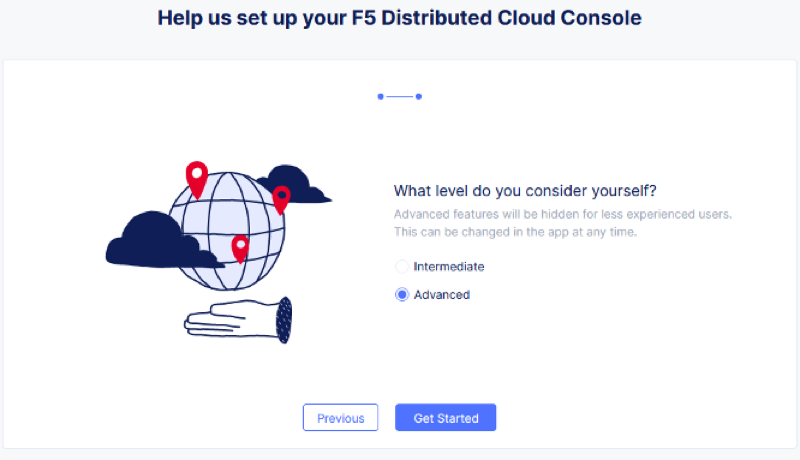 Help us set up your F5 Distributed Cloud Console
What level do you consider yourself?
Advanced features will be hidden for less experienced users.
This can be changed in the app at any time.
Intermediate
Advanced
Previous
Get Started